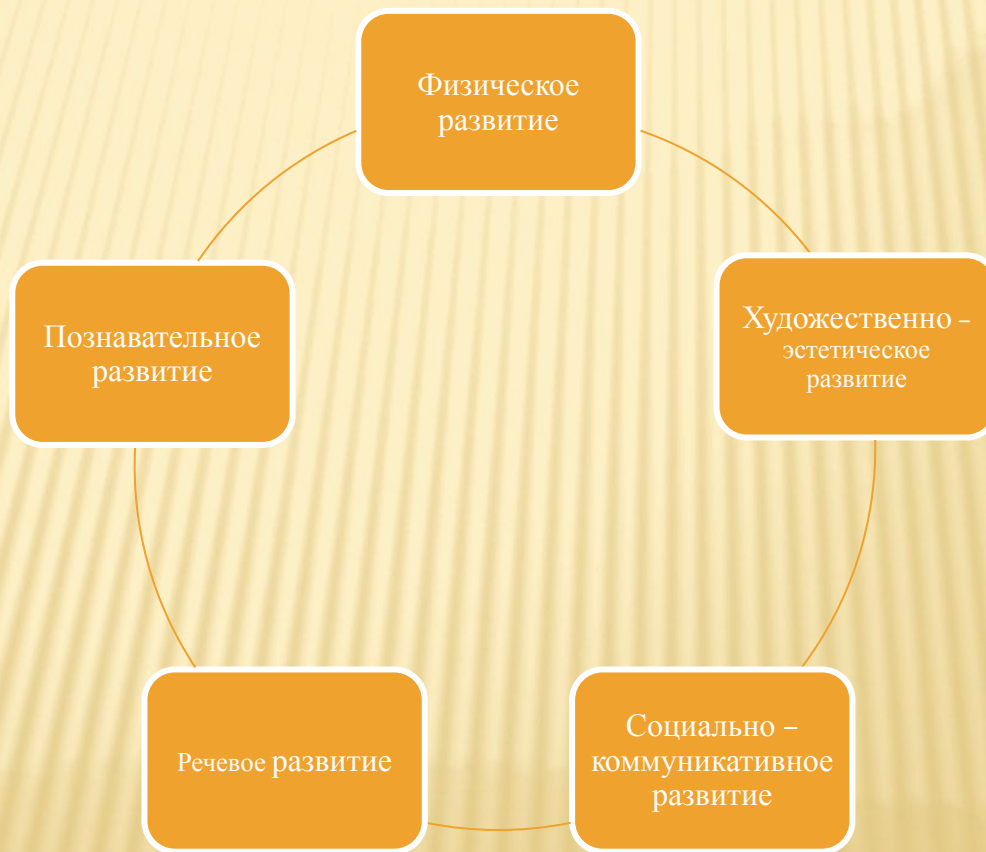 Физическое
развитие
Художественно –
эстетическое
развитие
Социально –
коммуникативное
развитие
Речевое развитие
Познавательное
развитие